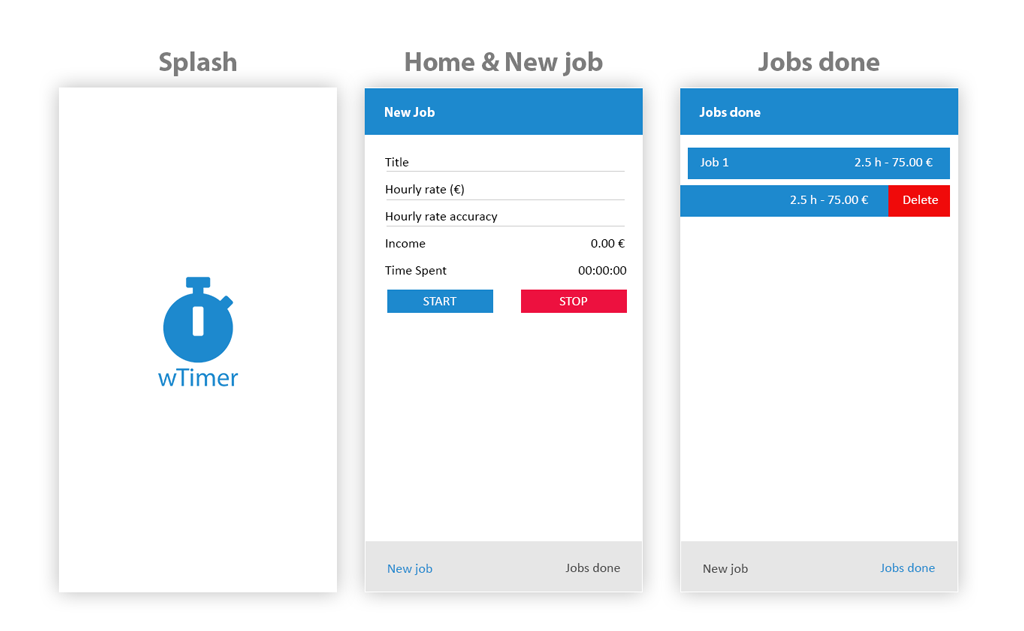 Splash
wTimer
Home & New job
New Job
Title
Hourly rate (€)
Hourly rate accuracy
Income 0.00 €
Time Spent 00:00:00
START STOP
New job Jobs done
Jobs done
Jobs done
Job 1 2.5 h - 75.00 €
2.5 h - 75.00 € Delete
New job Jobs done